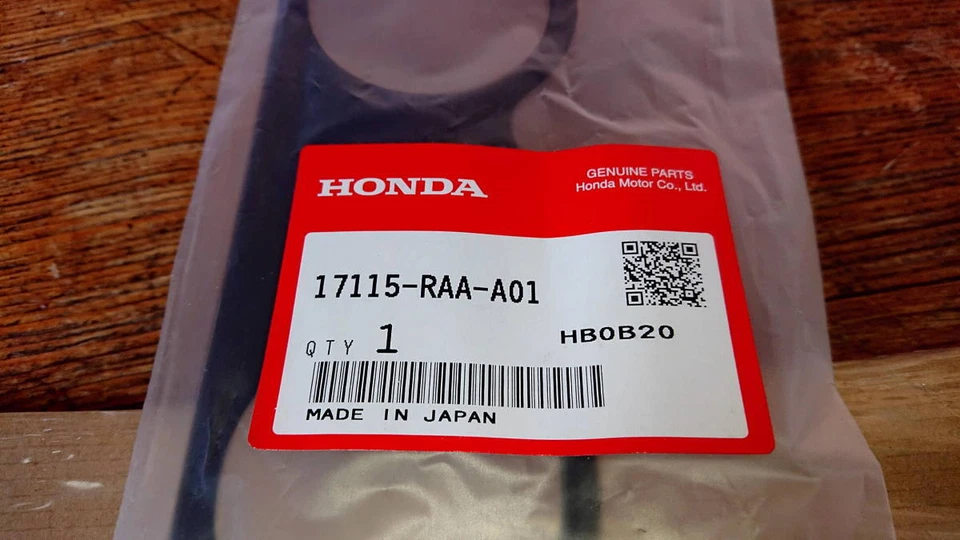 HONDA
GENUINE PARTS
Honda Motor Co., Ltd.
17115-RAA-A01
QTY 1
HB0B20
MADE IN JAPAN